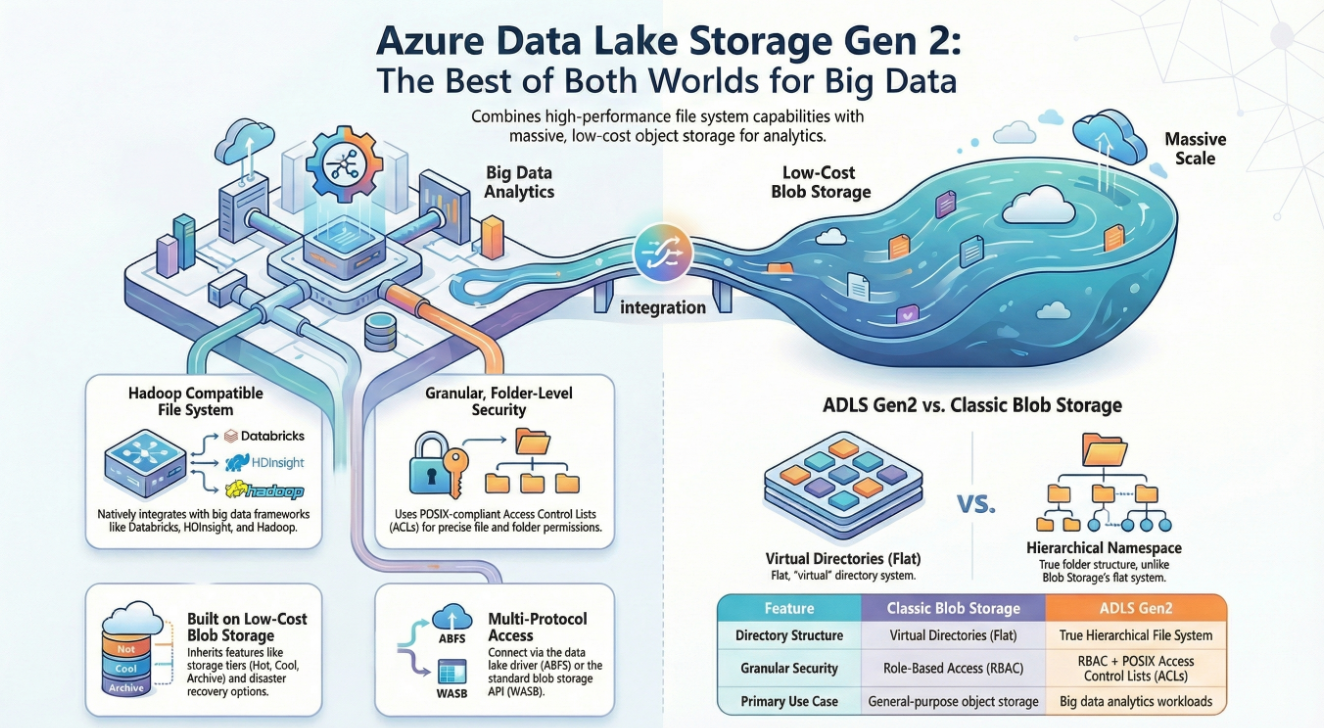 Azure Data Lake Storage Gen 2:
The Best of Both Worlds for Big Data
Combines high-performance file system capabilities with
massive, low-cost object storage for analytics.
Big Data
Analytics
Low-Cost
Blob Storage
Massive
Scale
integration
Hadoop Compatible
File System
Databricks
HDInsight
hadoop
Natively integrates with big data frameworks
like Databricks, HDInsight, and Hadoop.
Granular, Folder-Level
Security
Uses POSIX-compliant Access Control Lists
(ACLs) for precise file and folder permissions.
Built on Low-Cost
Blob Storage
Inherits features like
storage tiers (Hot, Cool,
Archive) and disaster
recovery options.
Hot
Cool
Archive
Multi-Protocol
Access
Connect via the data
lake driver (ABFS) or the
standard blob storage
API (WASB).
ABFS
WASB
ADLS Gen2 vs. Classic Blob Storage
Virtual Directories (Flat)
Flat, "virtual" directory system.
VS.
Hierarchical Namespace
True folder structure, unlike
Blob Storage's flat system.
Feature Classic Blob Storage ADLS Gen2
Directory Structure Virtual Directories (Flat) True Hierarchical File System
Granular Security Role-Based Access (RBAC) RBAC + POSIX Access
Control Lists (ACLs)
Primary Use Case General-purpose object storage Big data analytics workloads